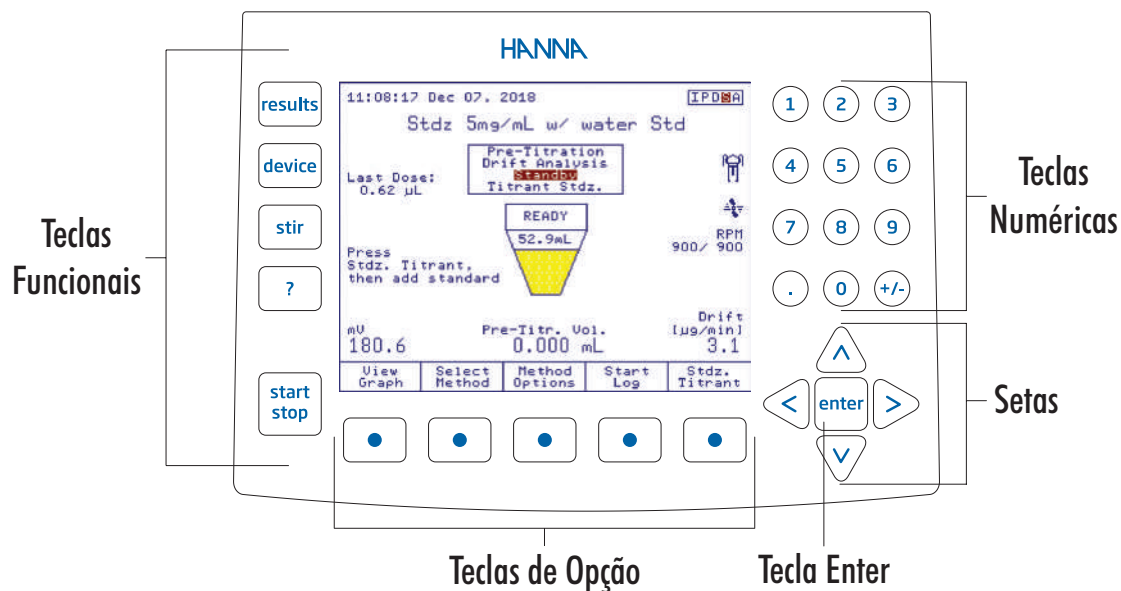 HANNA
results
device
stir
?
start
stop
11:08:17 Dec 07, 2018
IPDSA
Stdz 5mg/mL w/ water Std
Pre-Titration
Drift Analysis
Standby
Titrant Stdz.
Last Dose:
0.62 µL
READY
52.9mL
RPM
900/ 900
Press
Stdz. Titrant,
then add standard
mV
180.6
Pre-Titr. Vol.
0.000 mL
Drift
[µg/min]
3.1
View
Graph
Select
Method
Method
Options
Start
Log
Stdz.
Titrant
1 2 3
4 5 6
7 8 9
. 0 +/-
< enter >
Teclas
Funcionais
Teclas
Numéricas
Setas
Teclas de Opção
Tecla Enter